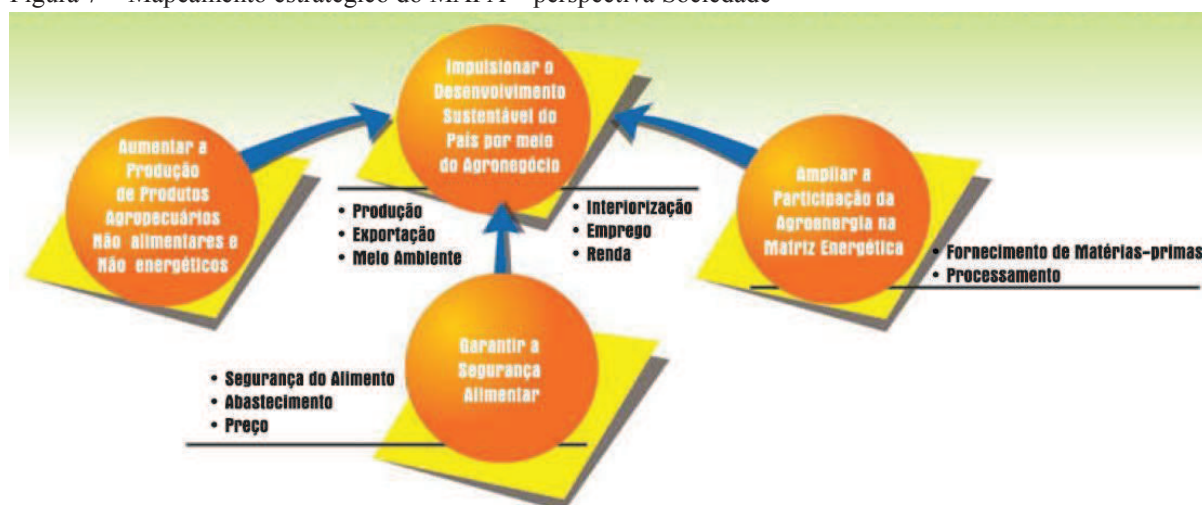 Figura 7 – Mapeamento estratégico do MAPA – perspectiva Sociedade
Impulsionar o
Desenvolvimento
Sustentável do
País por meio
do Agronegócio
Aumentar a
Produção
de Produtos
Agropecuários
Não alimentares e
Não energéticos
Ampliar a
Participação da
Agroenergia na
Matriz Energética
• Produção
• Exportação
• Meio Ambiente
• Interiorização
• Emprego
• Renda
• Fornecimento de Matérias-primas
• Processamento
Garantir a
Segurança
Alimentar
• Segurança do Alimento
• Abastecimento
• Preço